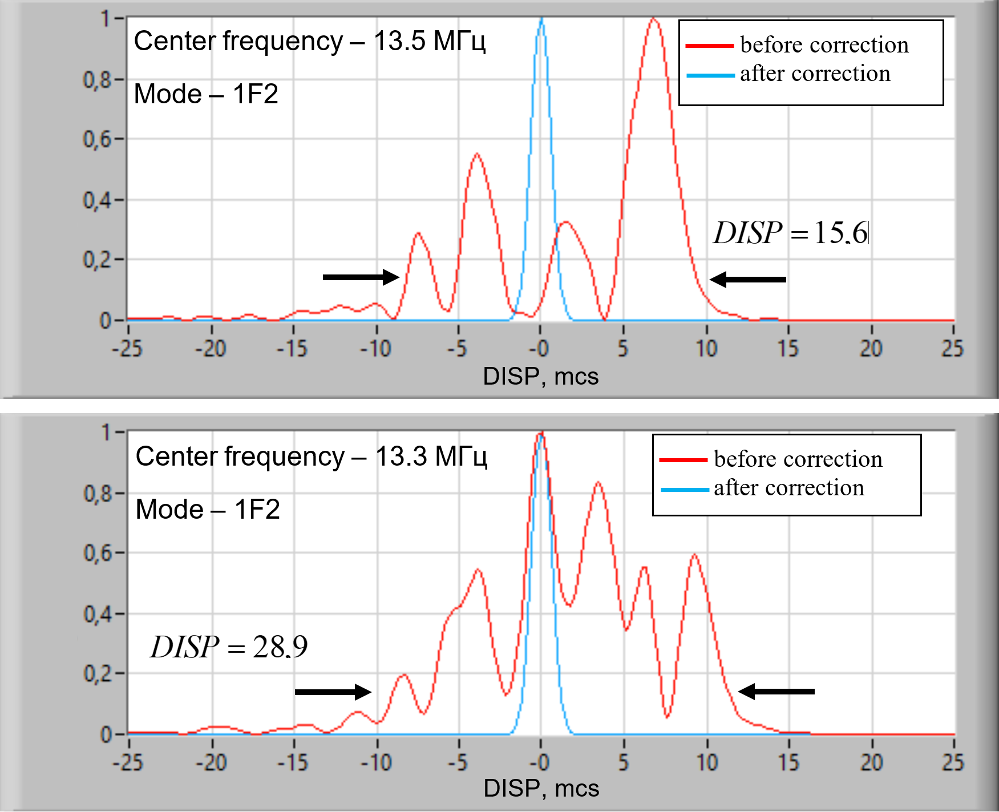 1
Center frequency – 13.5 МГц
before correction
after correction
0,8
Mode – 1F2
0,6
0,4
DISP = 15,6
0,2
0
-25 -20 -15 -10 -5 -0 5 10 15 20 25
DISP, mcs
1
Center frequency – 13.3 МГц
before correction
after correction
0,8
Mode – 1F2
0,6
0,4
DISP = 28,9
0,2
0
-25 -20 -15 -10 -5 -0 5 10 15 20 25
DISP, mcs